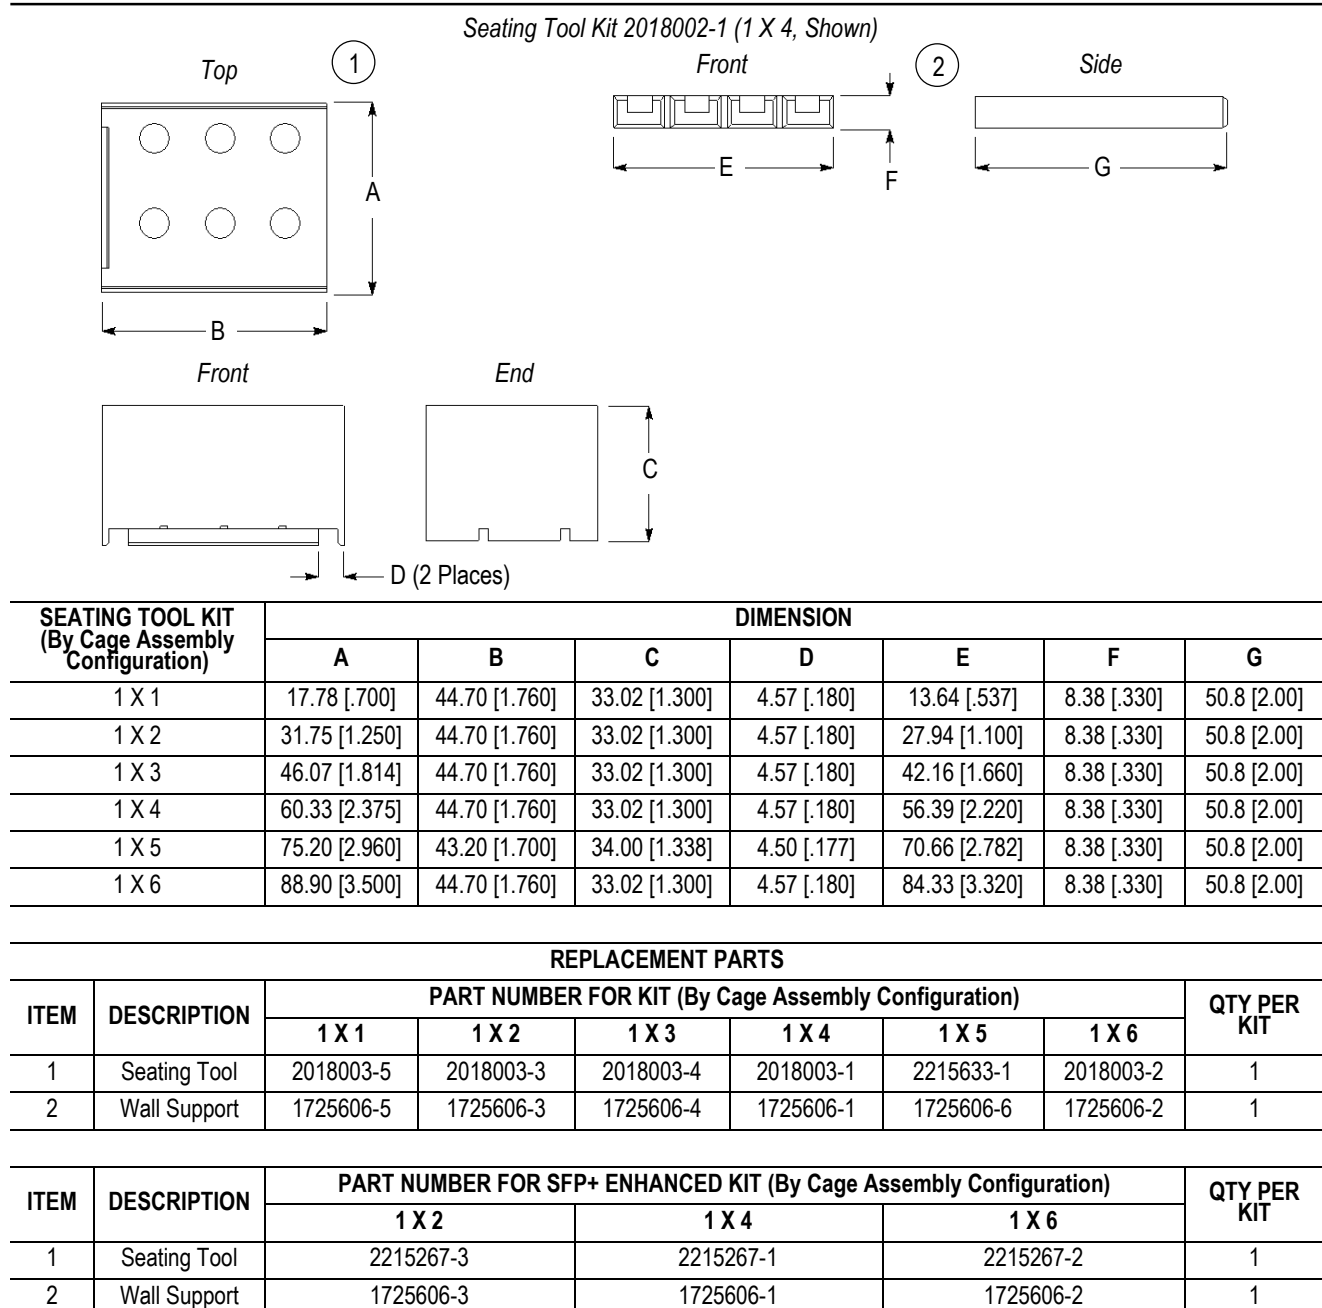 Seating Tool Kit 2018002-1 (1 X 4, Shown)
Top 1 Front 2 Side
A
B
E
F
G
Front End
C
D (2 Places)
SEATING TOOL KIT (By Cage Assembly Configuration) DIMENSION
A B C D E F G
1 X 1 17.78 [.700] 44.70 [1.760] 33.02 [1.300] 4.57 [.180] 13.64 [.537] 8.38 [.330] 50.8 [2.00]
1 X 2 31.75 [1.250] 44.70 [1.760] 33.02 [1.300] 4.57 [.180] 27.94 [1.100] 8.38 [.330] 50.8 [2.00]
1 X 3 46.07 [1.814] 44.70 [1.760] 33.02 [1.300] 4.57 [.180] 42.16 [1.660] 8.38 [.330] 50.8 [2.00]
1 X 4 60.33 [2.375] 44.70 [1.760] 33.02 [1.300] 4.57 [.180] 56.39 [2.220] 8.38 [.330] 50.8 [2.00]
1 X 5 75.20 [2.960] 43.20 [1.700] 34.00 [1.338] 4.50 [.177] 70.66 [2.782] 8.38 [.330] 50.8 [2.00]
1 X 6 88.90 [3.500] 44.70 [1.760] 33.02 [1.300] 4.57 [.180] 84.33 [3.320] 8.38 [.330] 50.8 [2.00]
REPLACEMENT PARTS
ITEM DESCRIPTION PART NUMBER FOR KIT (By Cage Assembly Configuration) QTY PER KIT
1 X 1 1 X 2 1 X 3 1 X 4 1 X 5 1 X 6
1 Seating Tool 2018003-5 2018003-3 2018003-4 2018003-1 2215633-1 2018003-2 1
2 Wall Support 1725606-5 1725606-3 1725606-4 1725606-1 1725606-6 1725606-2 1
ITEM DESCRIPTION PART NUMBER FOR SFP+ ENHANCED KIT (By Cage Assembly Configuration) QTY PER KIT
1 X 2 1 X 4 1 X 6
1 Seating Tool 2215267-3 2215267-1 2215267-2 1
2 Wall Support 1725606-3 1725606-1 1725606-2 1